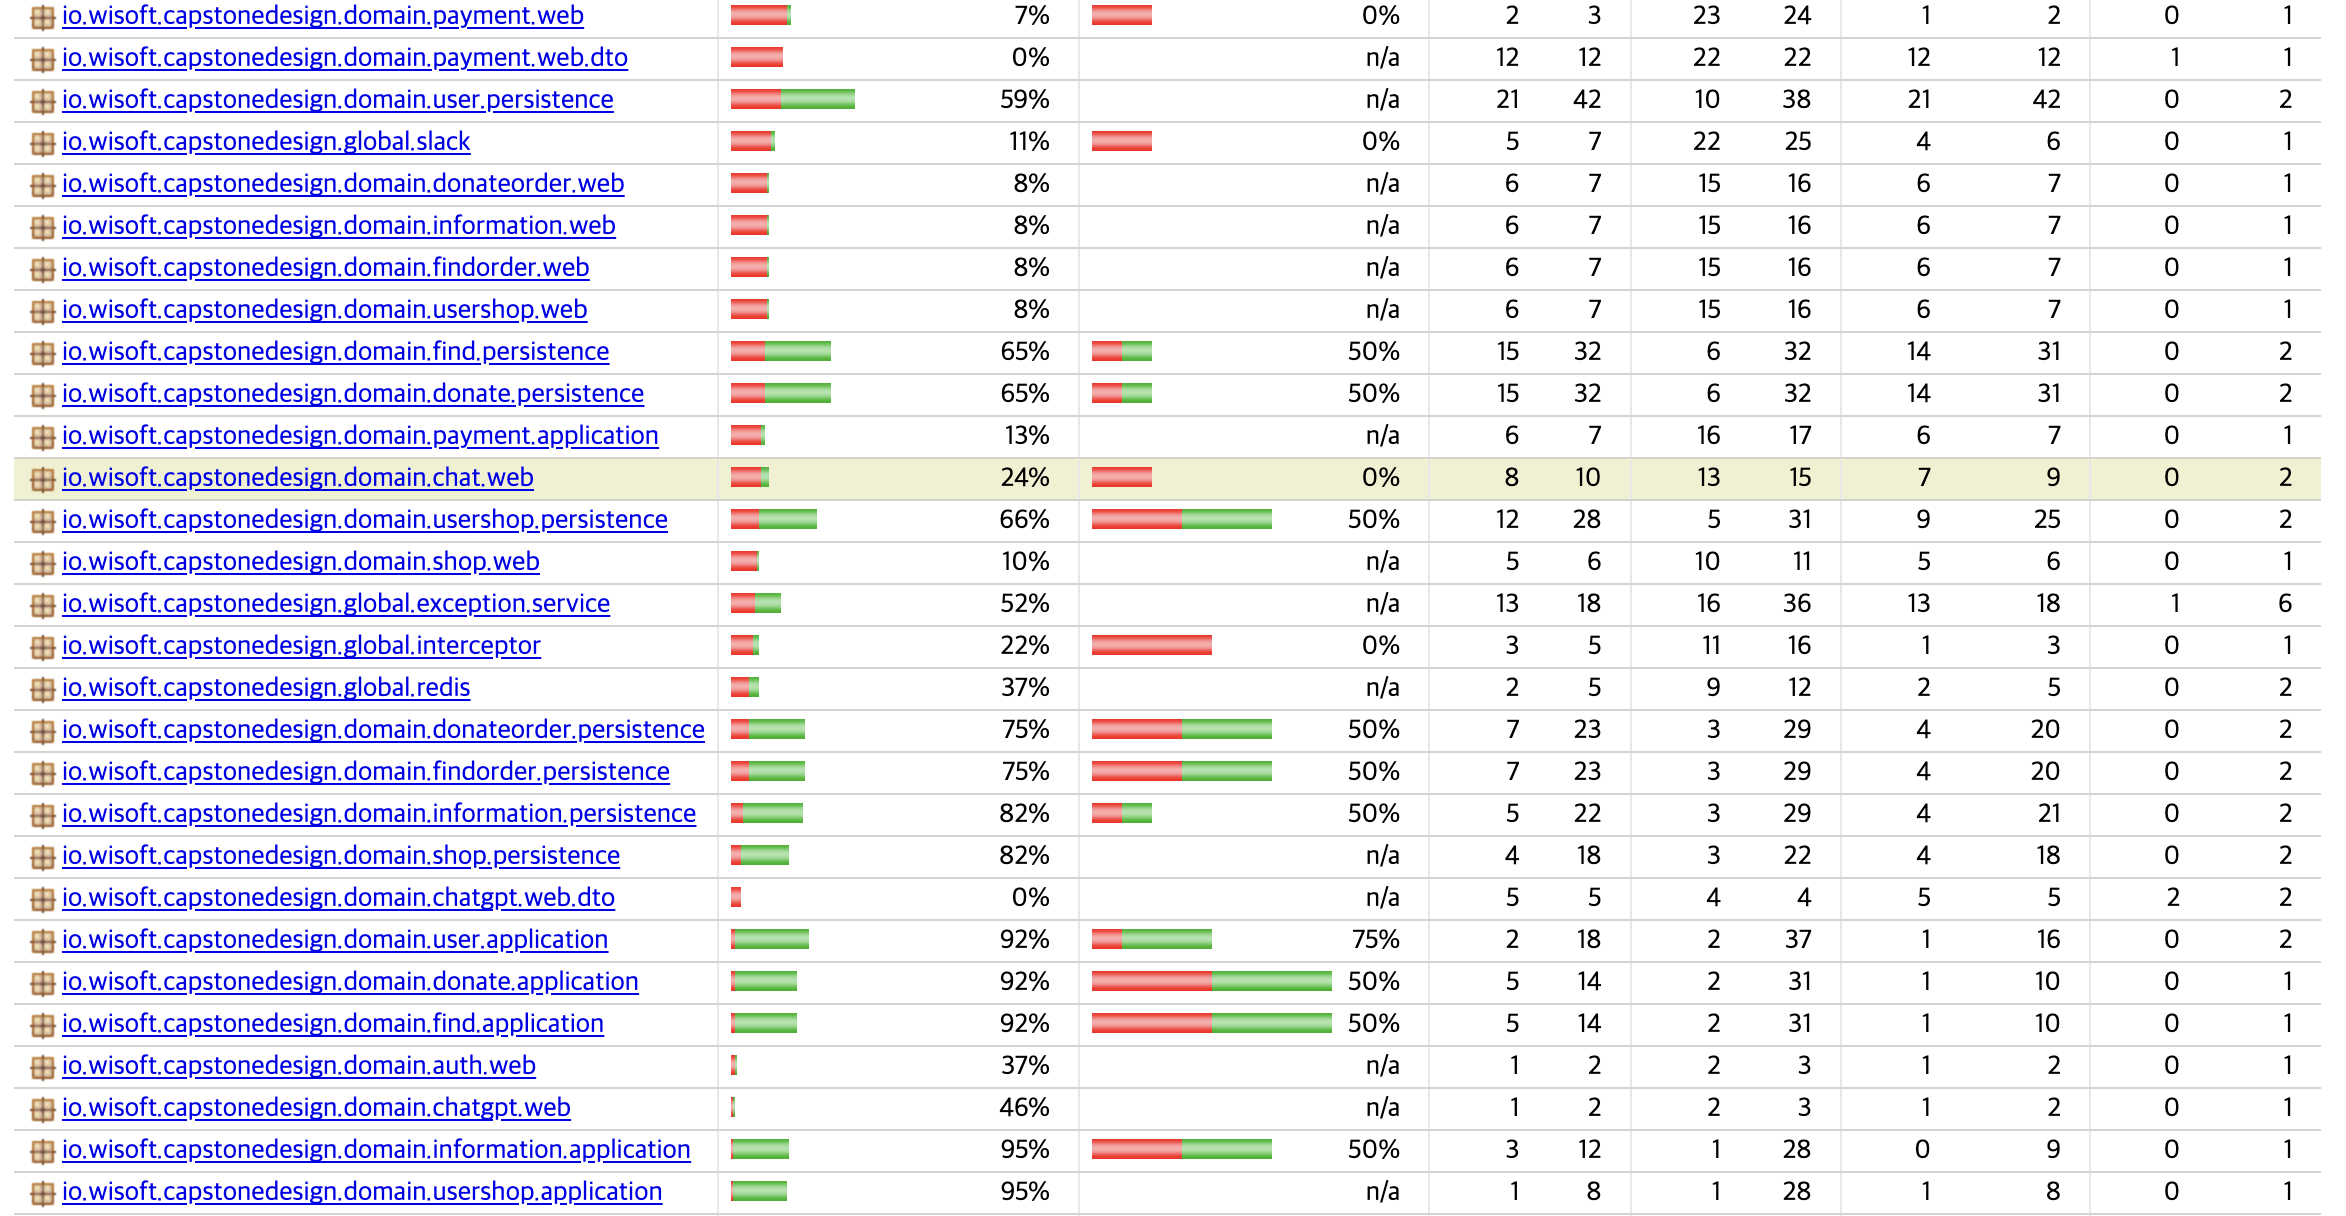 io.wisoft.capstonedesign.domain.payment.web 7% 0% 2 3 23 24 1 2 0 1
io.wisoft.capstonedesign.domain.payment.web.dto 0% n/a 12 12 22 22 12 12 1 1
io.wisoft.capstonedesign.domain.user.persistence 59% n/a 21 42 10 38 21 42 0 2
io.wisoft.capstonedesign.global.slack 11% 0% 5 7 22 25 4 6 0 1
io.wisoft.capstonedesign.domain.donateorder.web 8% n/a 6 7 15 16 6 7 0 1
io.wisoft.capstonedesign.domain.information.web 8% n/a 6 7 15 16 6 7 0 1
io.wisoft.capstonedesign.domain.findorder.web 8% n/a 6 7 15 16 6 7 0 1
io.wisoft.capstonedesign.domain.usershop.web 8% n/a 6 7 15 16 6 7 0 1
io.wisoft.capstonedesign.domain.find.persistence 65% 50% 15 32 6 32 14 31 0 2
io.wisoft.capstonedesign.domain.donate.persistence 65% 50% 15 32 6 32 14 31 0 2
io.wisoft.capstonedesign.domain.payment.application 13% n/a 6 7 16 17 6 7 0 1
io.wisoft.capstonedesign.domain.chat.web 24% 0% 8 10 13 15 7 9 0 2
io.wisoft.capstonedesign.domain.usershop.persistence 66% 50% 12 28 5 31 9 25 0 2
io.wisoft.capstonedesign.domain.shop.web 10% n/a 5 6 10 11 5 6 0 1
io.wisoft.capstonedesign.global.exception.service 52% n/a 13 18 16 36 13 18 1 6
io.wisoft.capstonedesign.global.interceptor 22% 0% 3 5 11 16 1 3 0 1
io.wisoft.capstonedesign.global.redis 37% n/a 2 5 9 12 2 5 0 2
io.wisoft.capstonedesign.domain.donateorder.persistence 75% 50% 7 23 3 29 4 20 0 2
io.wisoft.capstonedesign.domain.findorder.persistence 75% 50% 7 23 3 29 4 20 0 2
io.wisoft.capstonedesign.domain.information.persistence 82% 50% 5 22 3 29 4 21 0 2
io.wisoft.capstonedesign.domain.shop.persistence 82% n/a 4 18 3 22 4 18 0 2
io.wisoft.capstonedesign.domain.chatgpt.web.dto 0% n/a 5 5 4 4 5 5 2 2
io.wisoft.capstonedesign.domain.user.application 92% 75% 2 18 2 37 1 16 0 2
io.wisoft.capstonedesign.domain.donate.application 92% 50% 5 14 2 31 1 10 0 1
io.wisoft.capstonedesign.domain.find.application 92% 50% 5 14 2 31 1 10 0 1
io.wisoft.capstonedesign.domain.auth.web 37% n/a 1 2 2 3 1 2 0 1
io.wisoft.capstonedesign.domain.chatgpt.web 46% n/a 1 2 2 3 1 2 0 1
io.wisoft.capstonedesign.domain.information.application 95% 50% 3 12 1 28 0 9 0 1
io.wisoft.capstonedesign.domain.usershop.application 95% n/a 1 8 1 28 1 8 0 1